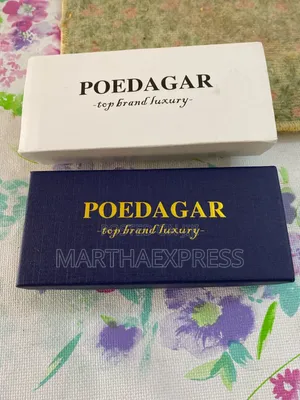 POEDAGAR
-top brand luxury-
POEDAGAR
-top brand luxury-
MARTHAEXPRESS